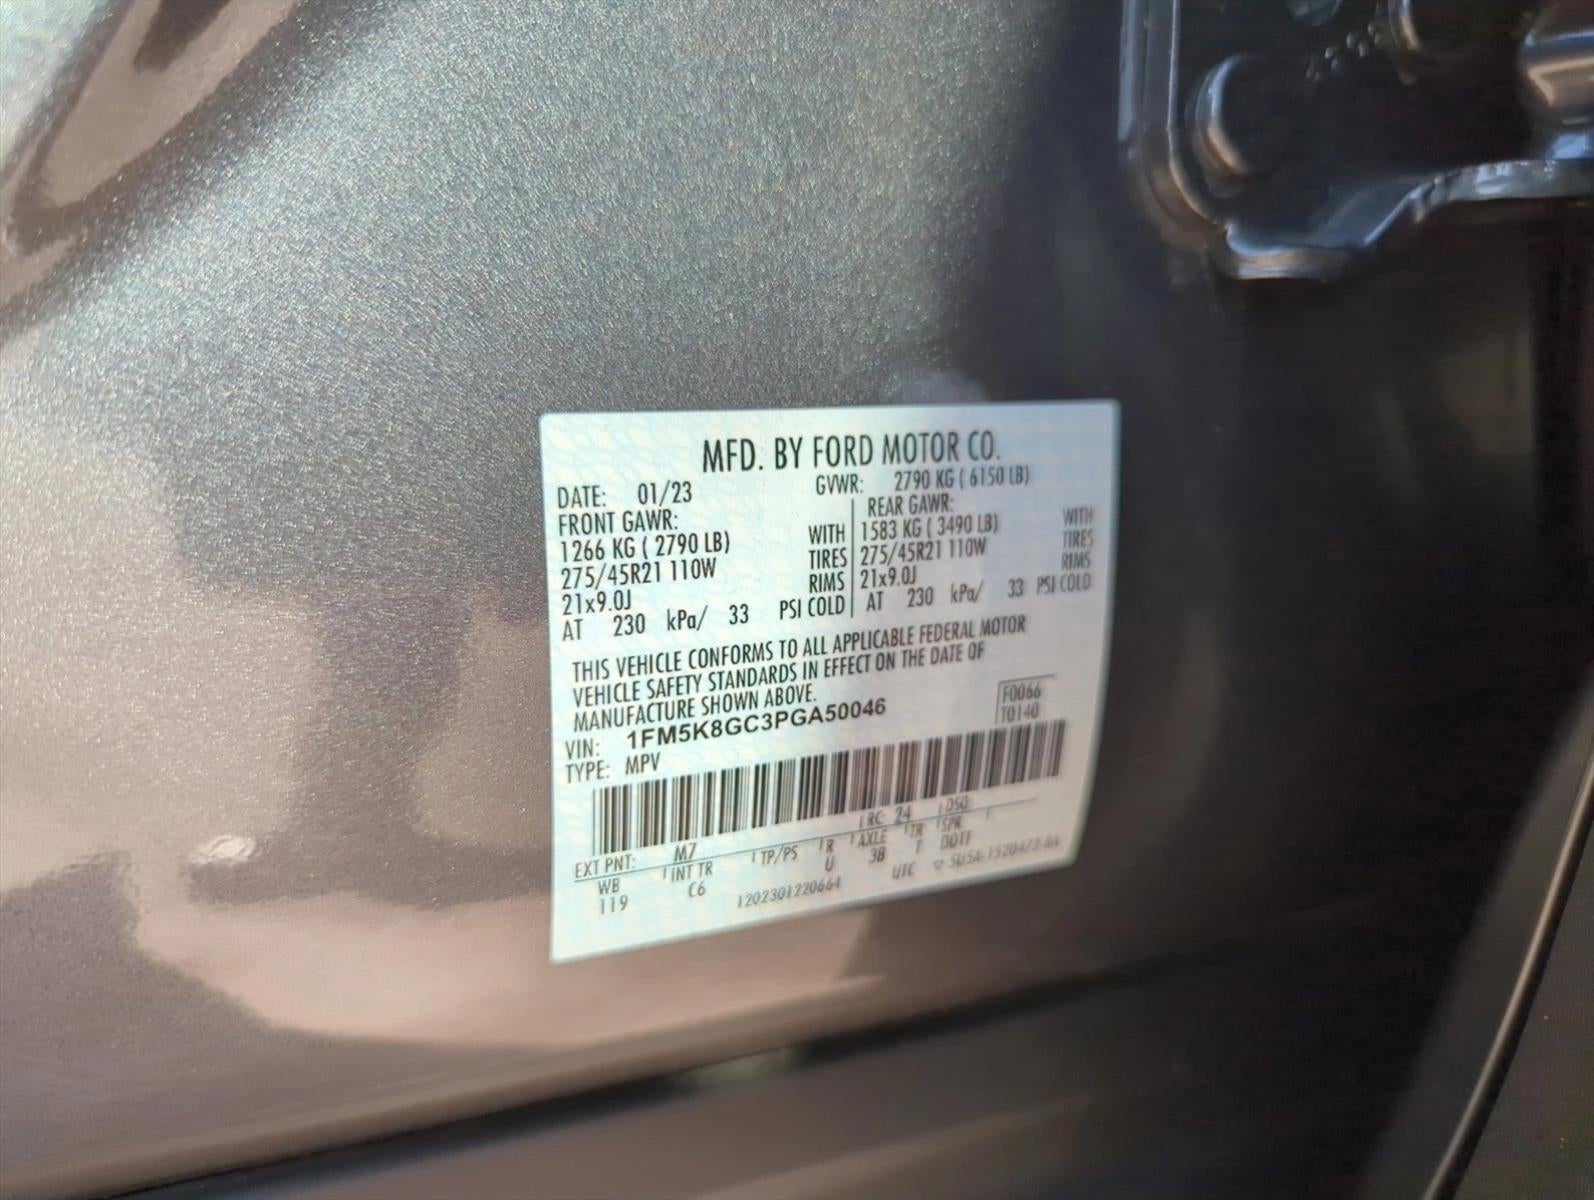 MFD. BY FORD MOTOR CO.
DATE: 01/23 GVWR: 2790 KG ( 6150 LB)
FRONT GAWR: REAR GAWR:
1266 KG ( 2790 LB) WITH 1583 KG ( 3490 LB) WITH
275/45R21 110W TIRES 275/45R21 110W TIRES
21x9.0J RIMS 21x9.0J RIMS
AT 230 kPa/ 33 PSI COLD AT 230 kPa/ 33 PSI COLD
THIS VEHICLE CONFORMS TO ALL APPLICABLE FEDERAL MOTOR
VEHICLE SAFETY STANDARDS IN EFFECT ON THE DATE OF
MANUFACTURE SHOWN ABOVE.
F0066
VIN: 1FM5K8GC3PGA50046 T0140
TYPE: MPV
EXT PNT: M7 RC: 24 DSO:
WB INT TR TP/PS R AXLE TR SPR
119 C6 U 3B T DDTF
1202301220664 UTC